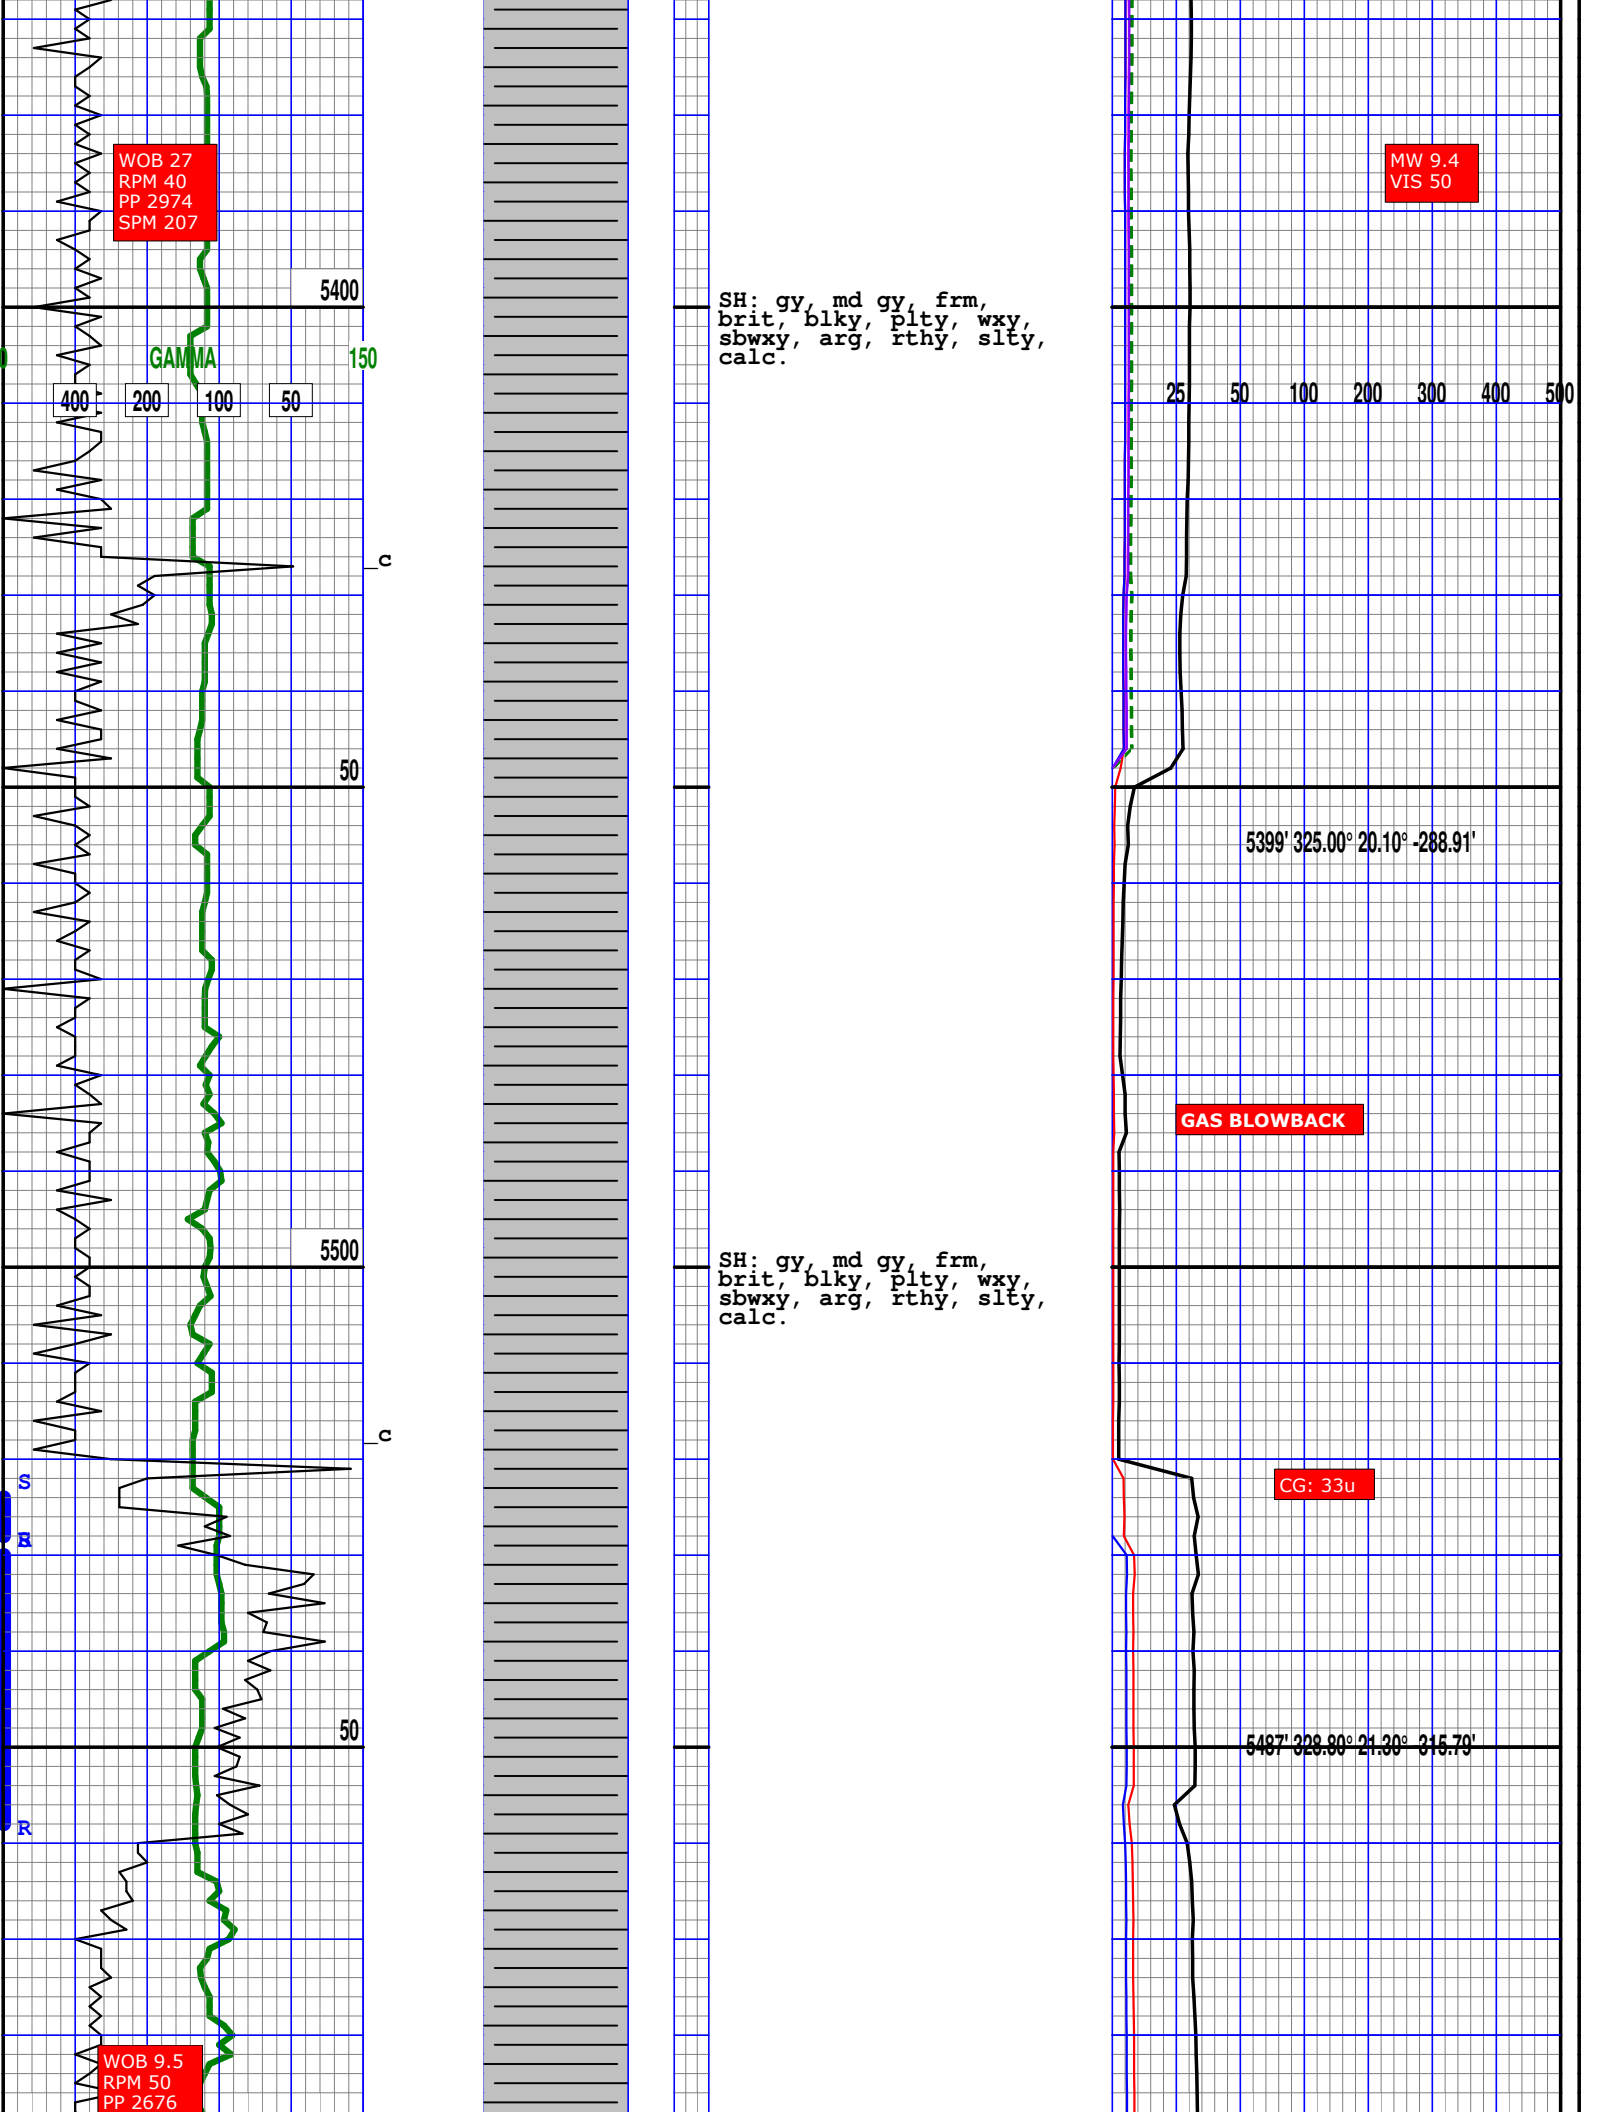 WOB 27
RPM 40
PP 2974
SPM 207
MW 9.4
VIS 50
5400
SH: gy, md gy, frm,
brit, blky, plty, wxy,
sbwxy, arg, rthy, slty,
calc.
0 GAMMA 150
400 200 100 50
25 50 100 200 300 400 500
_c
50
5399' 325.00° 20.10° -288.91'
GAS BLOWBACK
5500
SH: gy, md gy, frm,
brit, blky, plty, wxy,
sbwxy, arg, rthy, slty,
calc.
_c
S
CG: 33u
50
5487' 328.80° 21.30° -315.79'
R
WOB 9.5
RPM 50
PP 2676